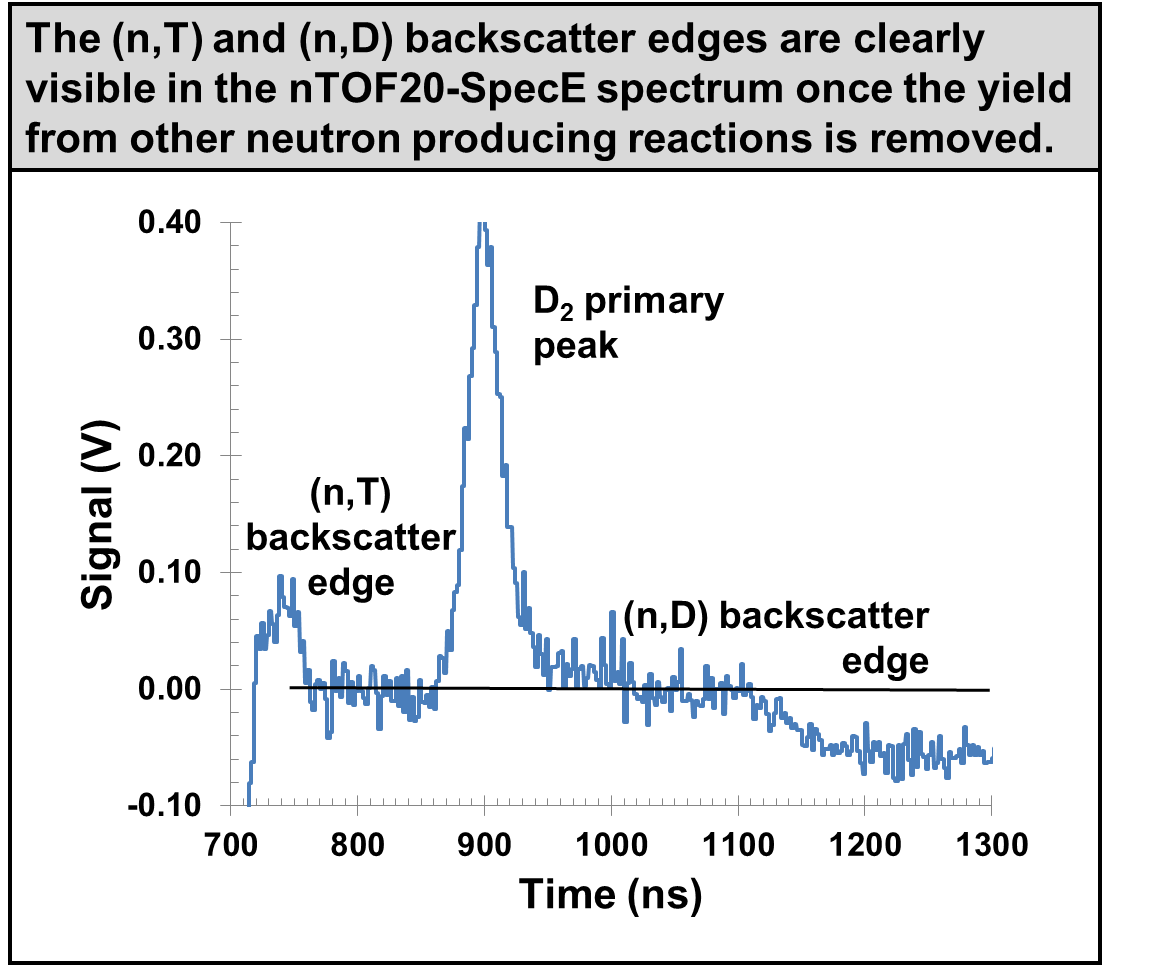 The (n,T) and (n,D) backscatter edges are clearly
visible in the nTOF20-SpecE spectrum once the yield
from other neutron producing reactions is removed.
0.40
0.30
0.20
0.10
0.00
-0.10
Signal (V)
D₂ primary
peak
(n,T)
backscatter
edge
(n,D) backscatter
edge
700 800 900 1000 1100 1200 1300
Time (ns)